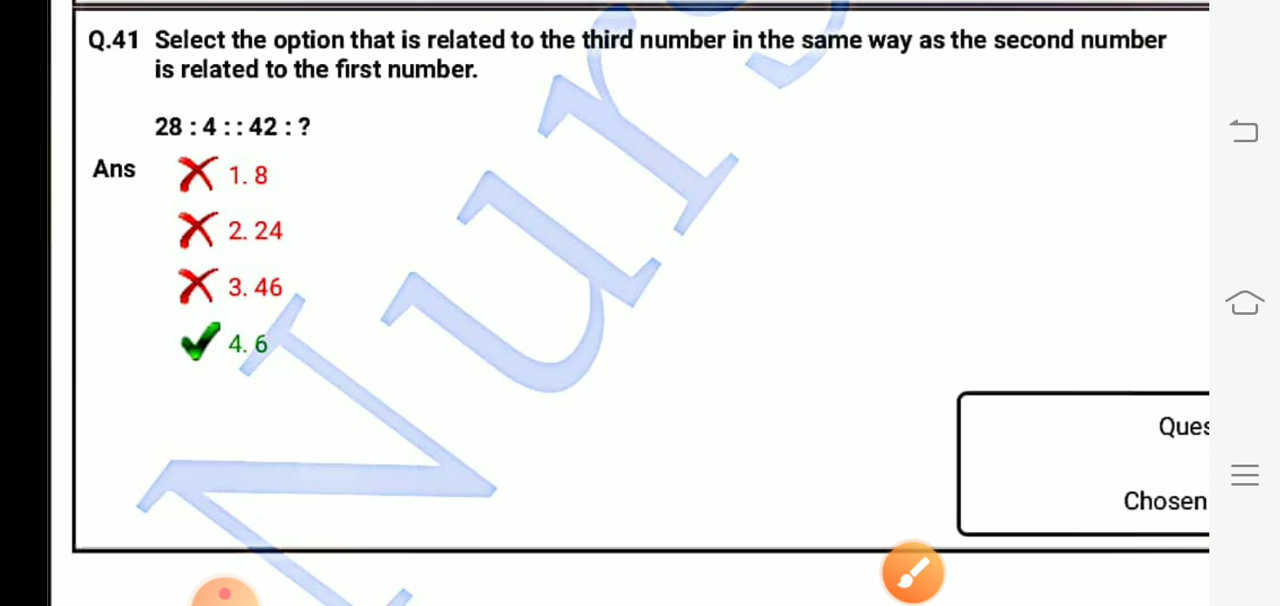 Q.41 Select the option that is related to the third number in the same way as the second number
is related to the first number.
28 : 4 : : 42 : ?
Ans
1. 8
2. 24
3. 46
4. 6
Ques
Chosen
Nurs